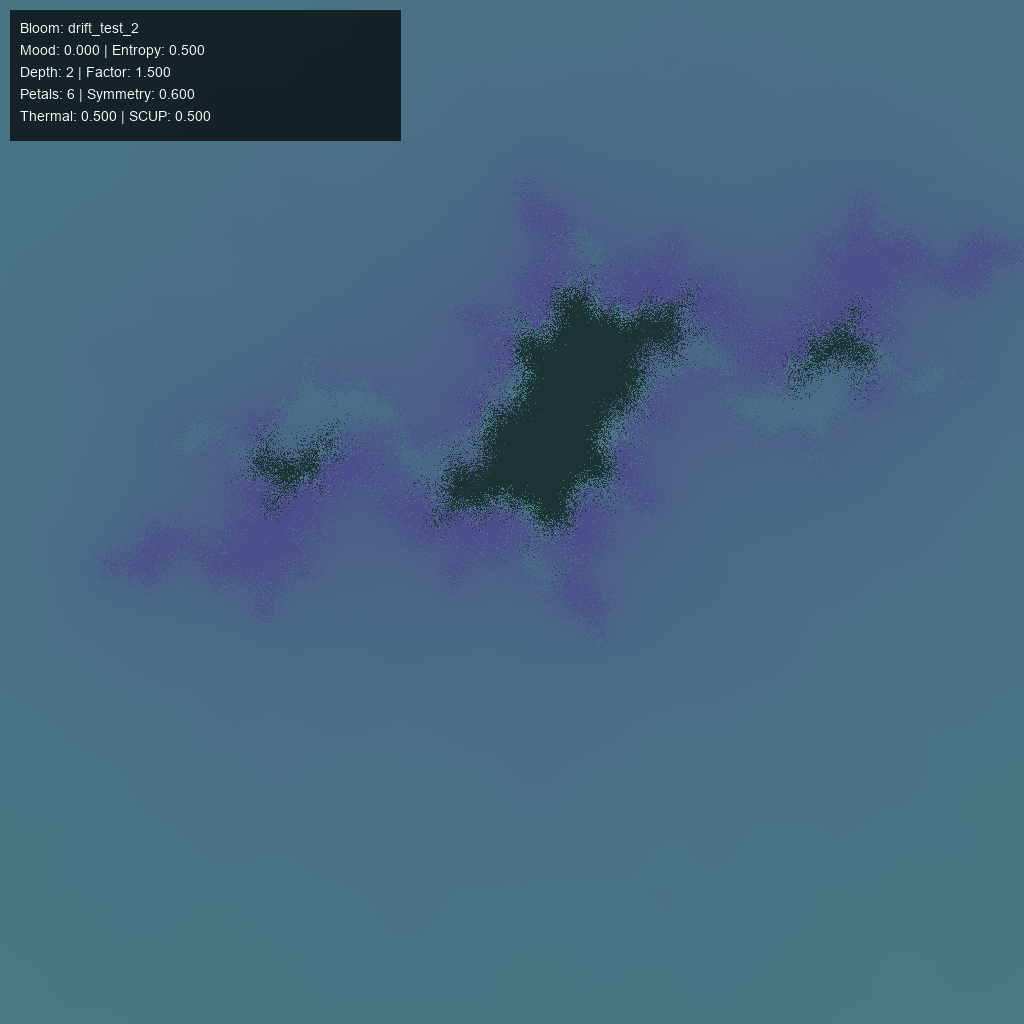 Bloom: drift_test_2
Mood: 0.000 | Entropy: 0.500
Depth: 2 | Factor: 1.500
Petals: 6 | Symmetry: 0.600
Thermal: 0.500 | SCUP: 0.500